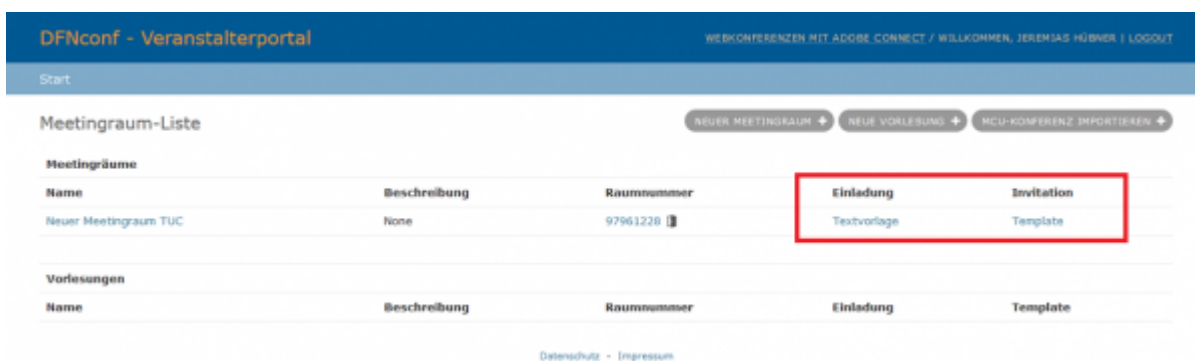 DFNconf - Veranstalterportal
WEBKONFERENZEN MIT ADOBE CONNECT / WILLKOMMEN, JEREMIAS HÜBNER | LOGOUT
Start
Meetingraum-Liste
NEUER MEETINGRAUM + NEUE VORLESUNG + MCU-KONFERENZ IMPORTIEREN +
Meetingräume
Name Beschreibung Raumnummer Einladung Invitation
Neuer Meetingraum TUC None 97961228 Textvorlage Template
Vorlesungen
Name Beschreibung Raumnummer Einladung Template
Datenschutz - Impressum